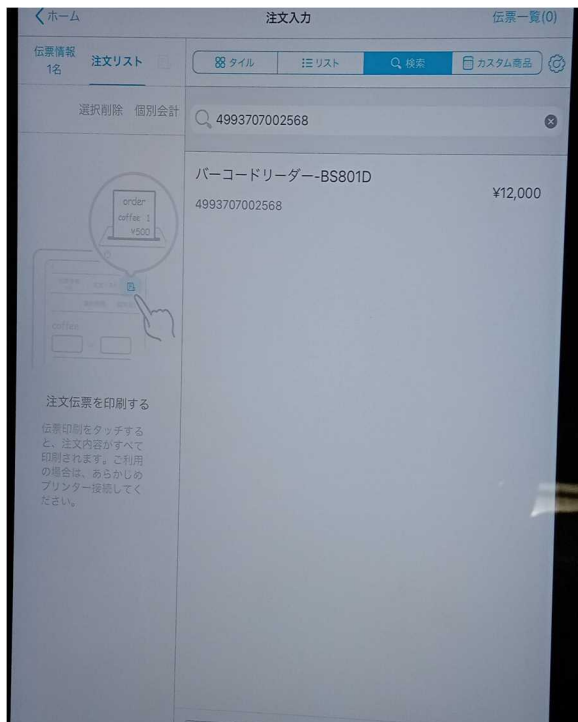 ホーム
注文入力
伝票一覧(0)
伝票情報
1名
注文リスト
タイル
リスト
検索
カスタム商品
選択削除 個別会計
4993707002568
バーコードリーダー-BS801D
¥12,000
4993707002568
order
coffee 1
¥500
coffee
注文伝票を印刷する
伝票印刷をタッチする
と、注文内容がすべて
印刷されます。ご利用
の場合は、あらかじめ
プリンター接続してく
ださい。